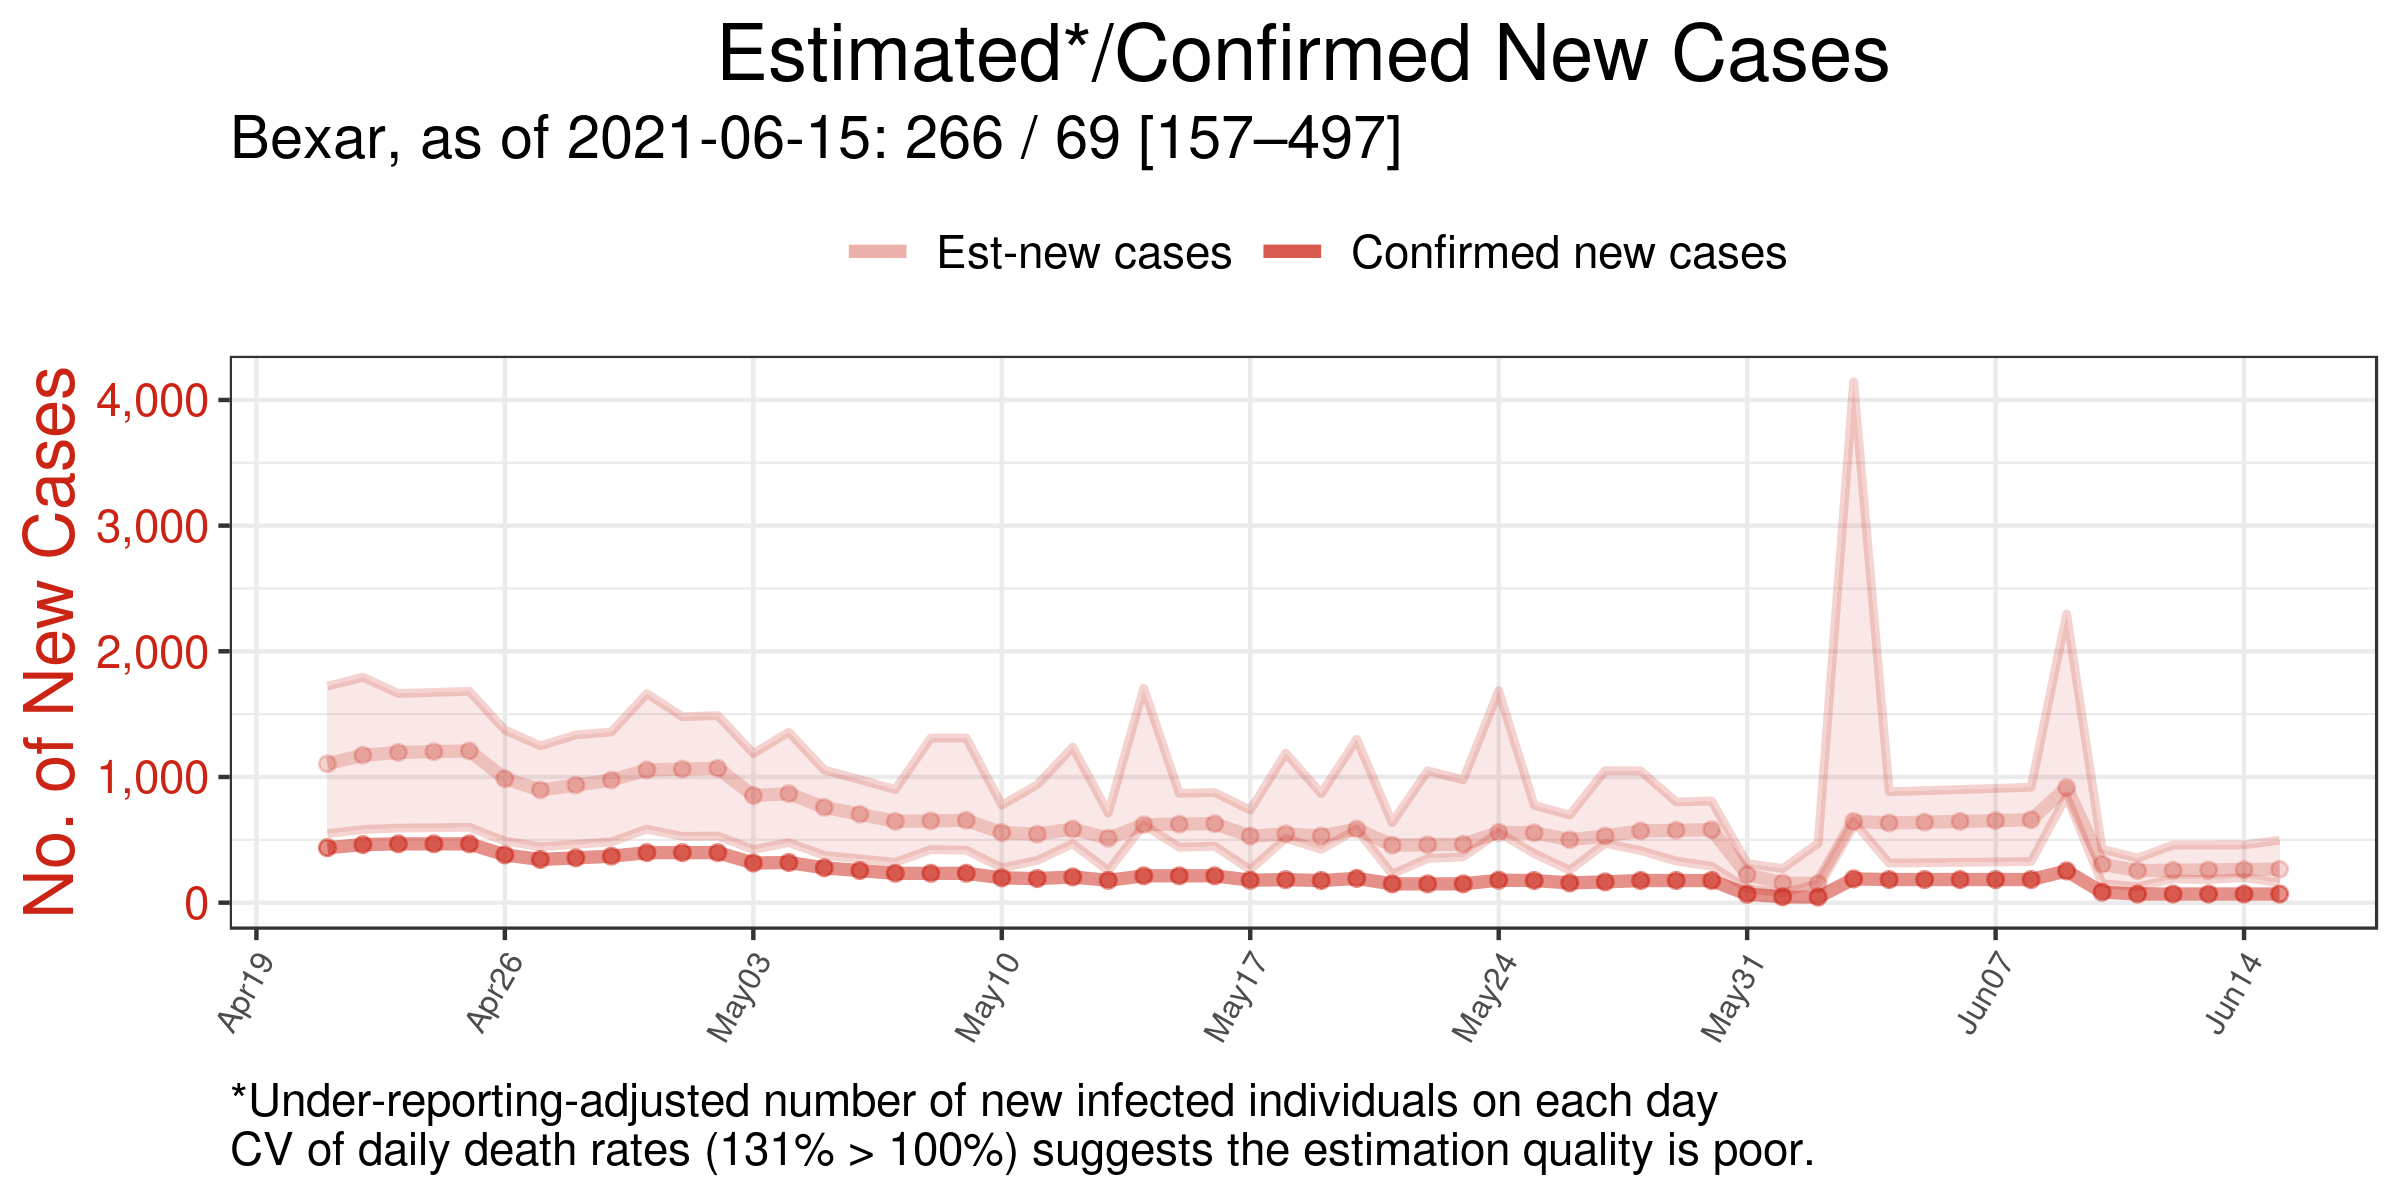 Estimated*/Confirmed New Cases
Bexar, as of 2021-06-15: 266 / 69 [157–497]
Est-new cases
Confirmed new cases
No. of New Cases
4,000
3,000
2,000
1,000
0
Apr19
Apr26
May03
May10
May17
May24
May31
Jun07
Jun14
*Under-reporting-adjusted number of new infected individuals on each day
CV of daily death rates (131% > 100%) suggests the estimation quality is poor.